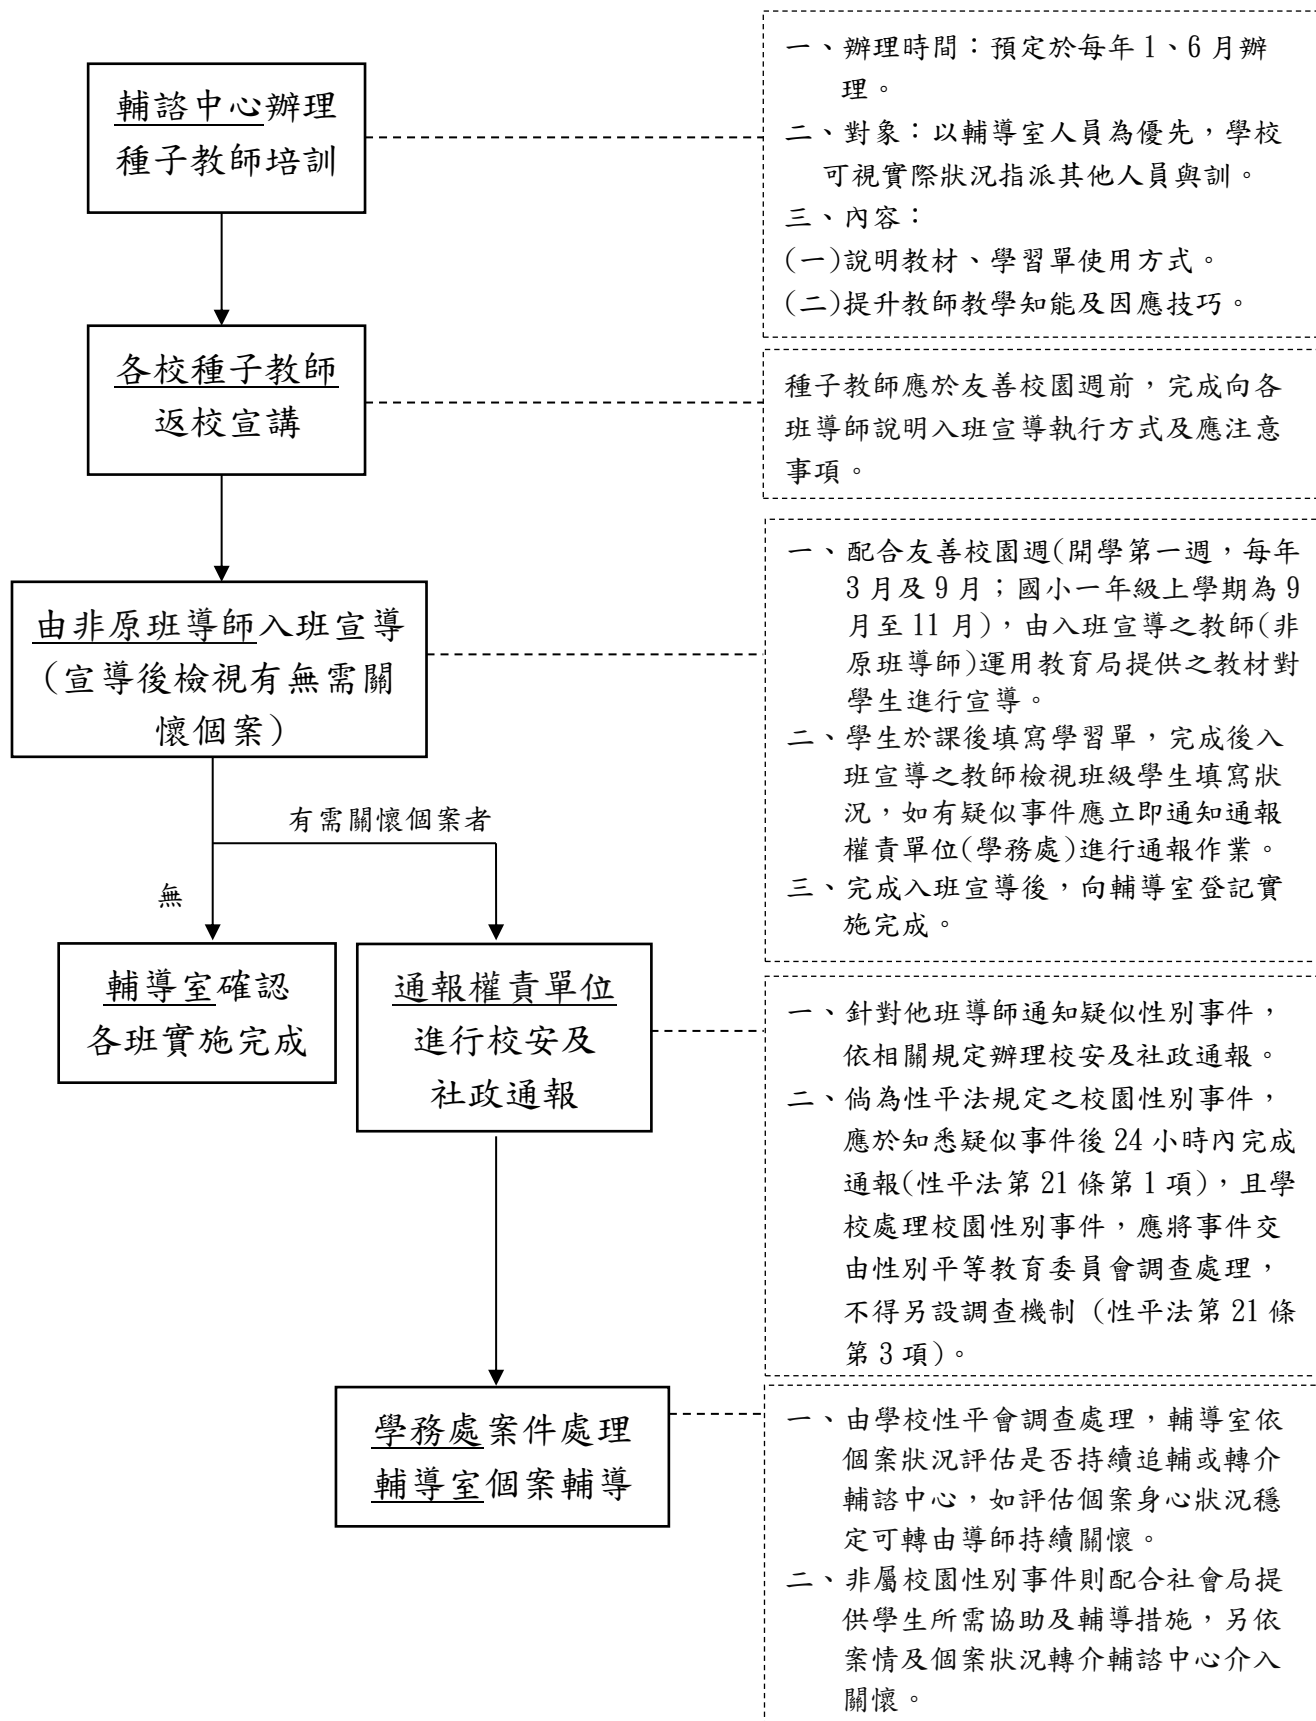 輔諮中心辦理
種子教師培訓
一、辦理時間：預定於每年 1、6 月辦
理。
二、對象：以輔導室人員為優先，學校
可視實際狀況指派其他人員與訓。
三、內容：
(一)說明教材、學習單使用方式。
(二)提升教師教學知能及因應技巧。
各校種子教師
返校宣講
種子教師應於友善校園週前，完成向各
班導師說明入班宣導執行方式及應注意
事項。
由非原班導師入班宣導
(宣導後檢視有無需關
懷個案)
一、配合友善校園週(開學第一週，每年
3 月及 9 月；國小一年級上學期為 9
月至 11 月)，由入班宣導之教師(非
原班導師)運用教育局提供之教材對
學生進行宣導。
二、學生於課後填寫學習單，完成後入
班宣導之教師檢視班級學生填寫狀
況，如有疑似事件應立即通知通報
權責單位(學務處)進行通報作業。
三、完成入班宣導後，向輔導室登記實
施完成。
有需關懷個案者
無
輔導室確認
各班實施完成
通報權責單位
進行校安及
社政通報
一、針對他班導師通知疑似性別事件，
依相關規定辦理校安及社政通報。
二、倘為性平法規定之校園性別事件，
應於知悉疑似事件後 24 小時內完成
通報(性平法第 21 條第 1 項)，且學
校處理校園性別事件，應將事件交
由性別平等教育委員會調查處理，
不得另設調查機制 (性平法第 21 條
第 3 項)。
學務處案件處理
輔導室個案輔導
一、由學校性平會調查處理，輔導室依
個案狀況評估是否持續追輔或轉介
輔諮中心，如評估個案身心狀況穩
定可轉由導師持續關懷。
二、非屬校園性別事件則配合社會局提
供學生所需協助及輔導措施，另依
案情及個案狀況轉介輔諮中心介入
關懷。